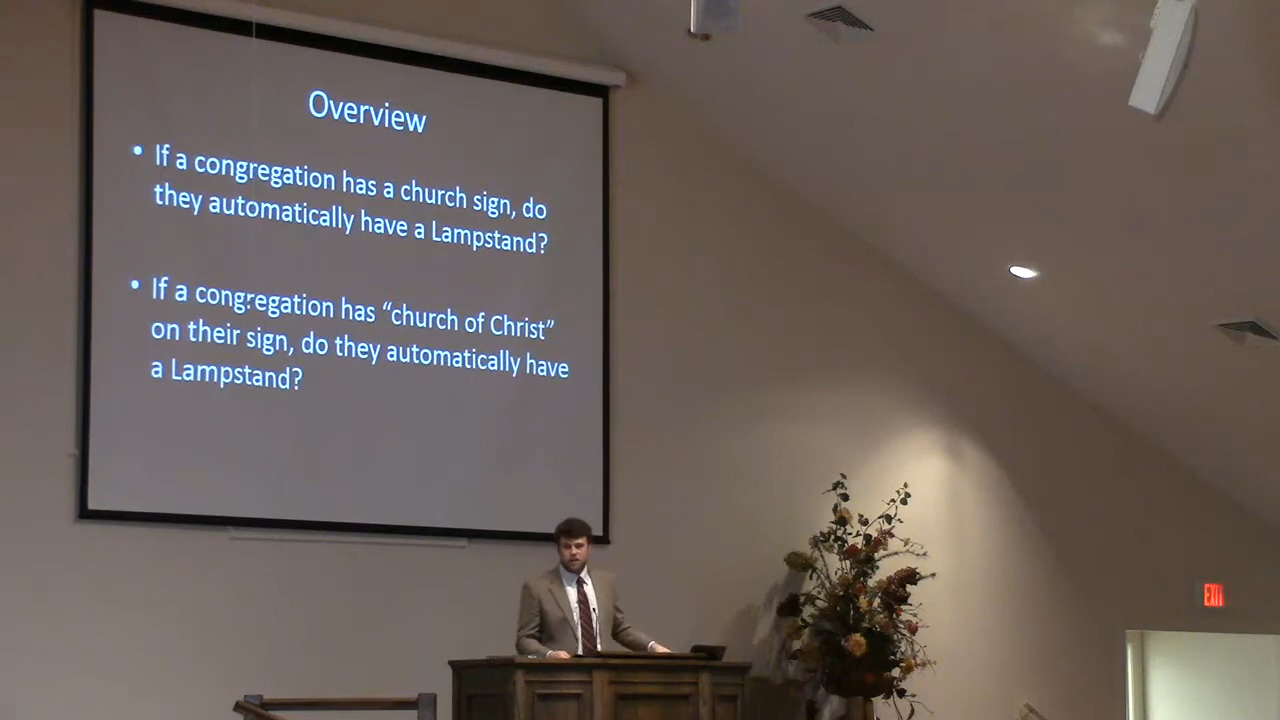 Overview
• If a congregation has a church sign, do
they automatically have a Lampstand?
• If a congregation has “church of Christ”
on their sign, do they automatically have
a Lampstand?
EXIT